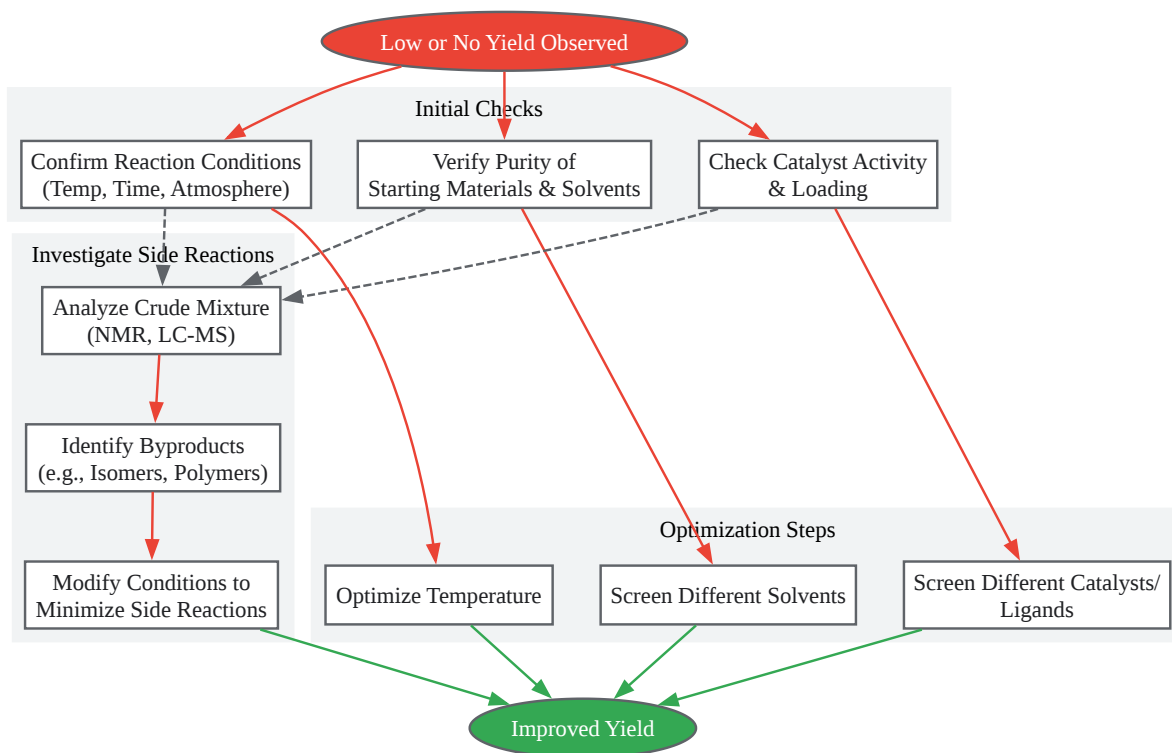 Low or No Yield Observed
Initial Checks
Confirm Reaction Conditions
(Temp, Time, Atmosphere)
Verify Purity of
Starting Materials & Solvents
Check Catalyst Activity
& Loading
Investigate Side Reactions
Analyze Crude Mixture
(NMR, LC-MS)
Identify Byproducts
(e.g., Isomers, Polymers)
Modify Conditions to
Minimize Side Reactions
Optimization Steps
Optimize Temperature
Screen Different Solvents
Screen Different Catalysts/
Ligands
Improved Yield